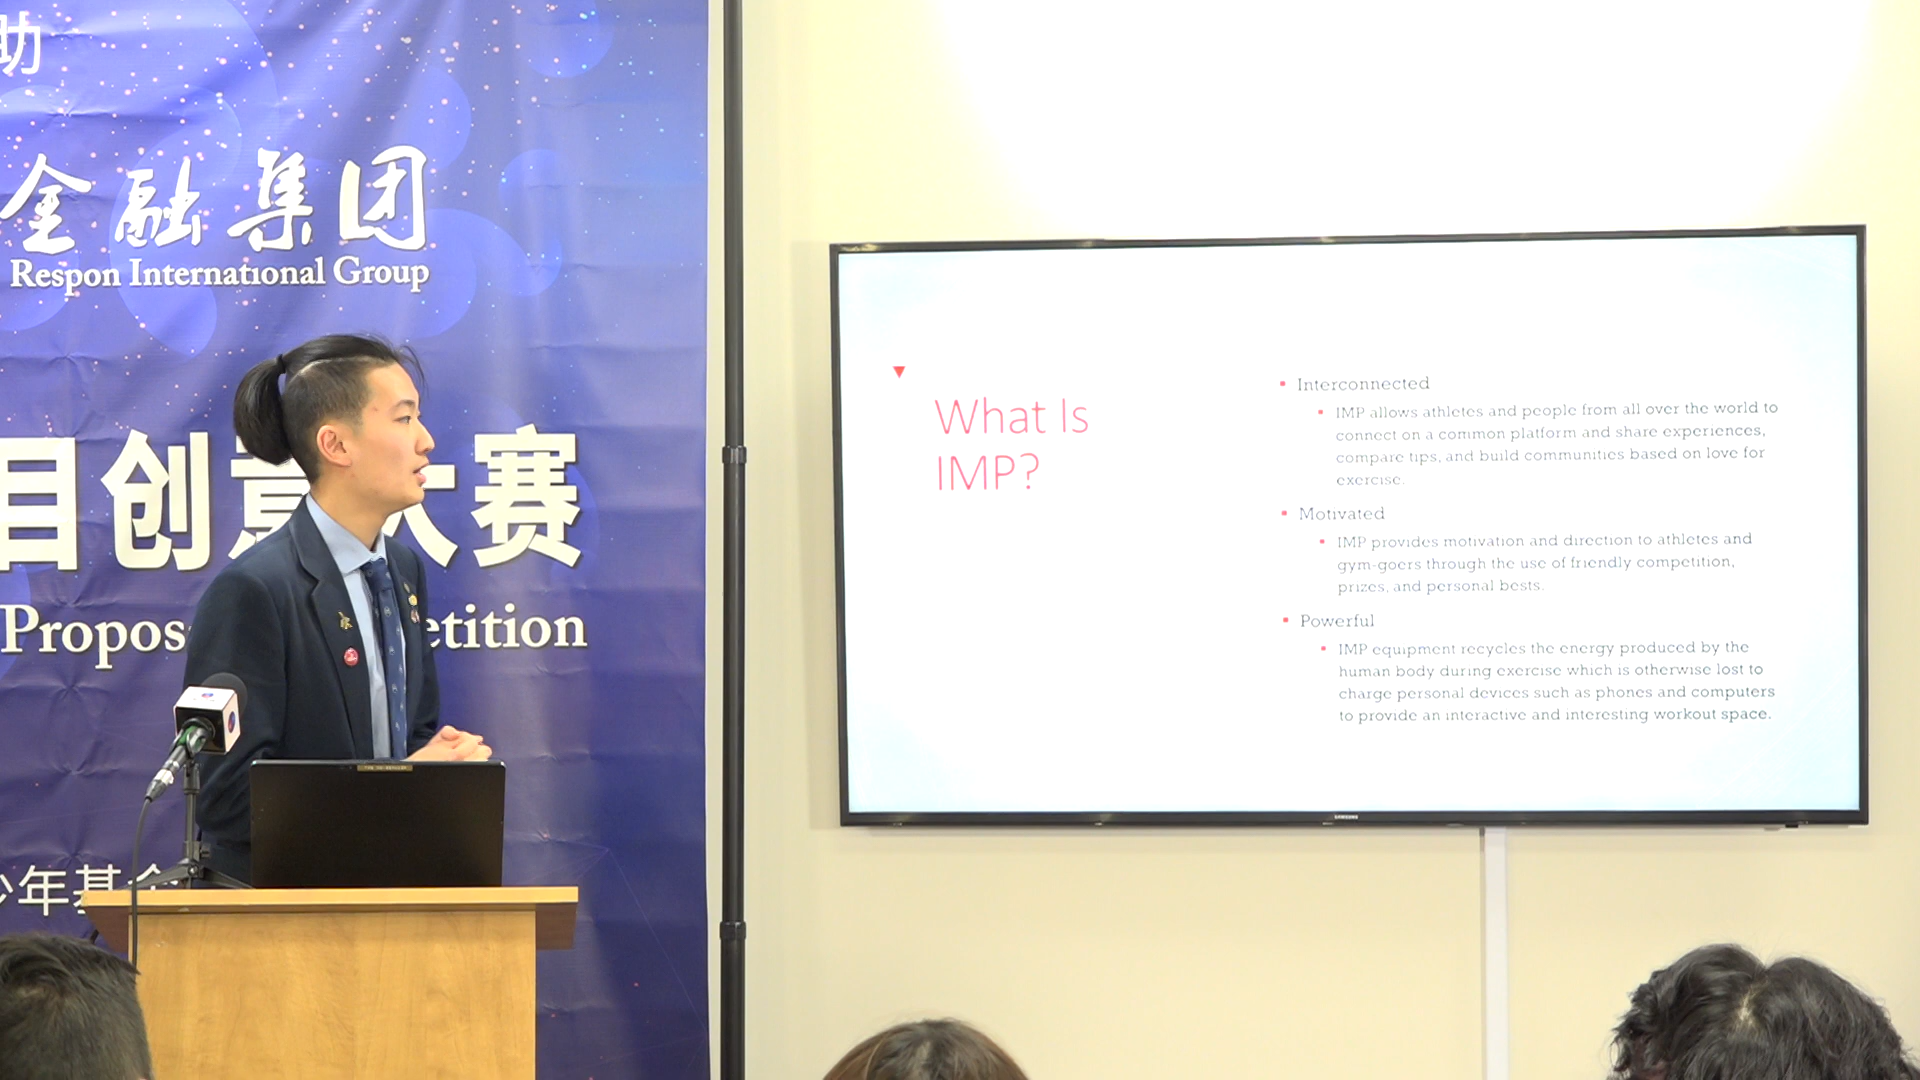 助
金融集团
Respon International Group
目创意大赛
Propos etition
少年基金
What Is
IMP?
Interconnected
IMP allows athletes and people from all over the world to
connect on a common platform and share experiences,
compare tips, and build communities based on love for
exercise.
Motivated
IMP provides motivation and direction to athletes and
gym-goers through the use of friendly competition,
prizes, and personal bests.
Powerful
IMP equipment recycles the energy produced by the
human body during exercise which is otherwise lost to
charge personal devices such as phones and computers
to provide an interactive and interesting workout space.
SAMSUNG